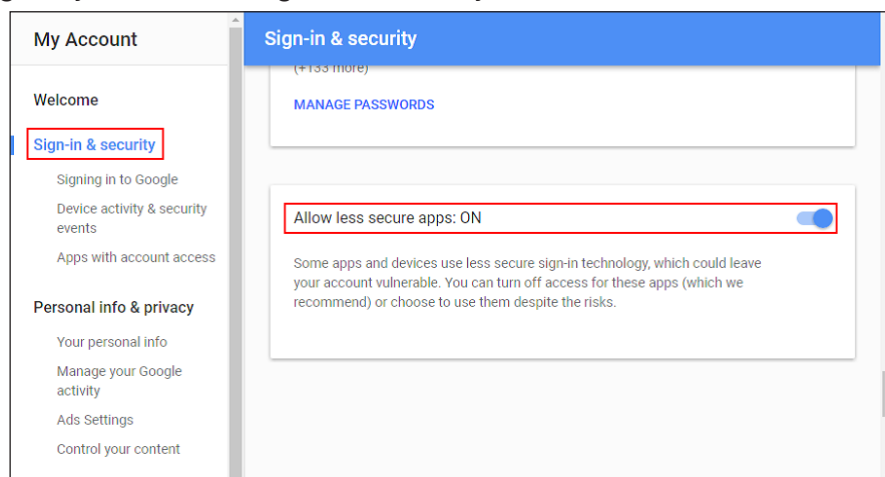 My Account
Welcome
Sign-in & security
Signing in to Google
Device activity & security
events
Apps with account access
Personal info & privacy
Your personal info
Manage your Google
activity
Ads Settings
Control your content
Sign-in & security
(+133 more)
MANAGE PASSWORDS
Allow less secure apps: ON
Some apps and devices use less secure sign-in technology, which could leave
your account vulnerable. You can turn off access for these apps (which we
recommend) or choose to use them despite the risks.